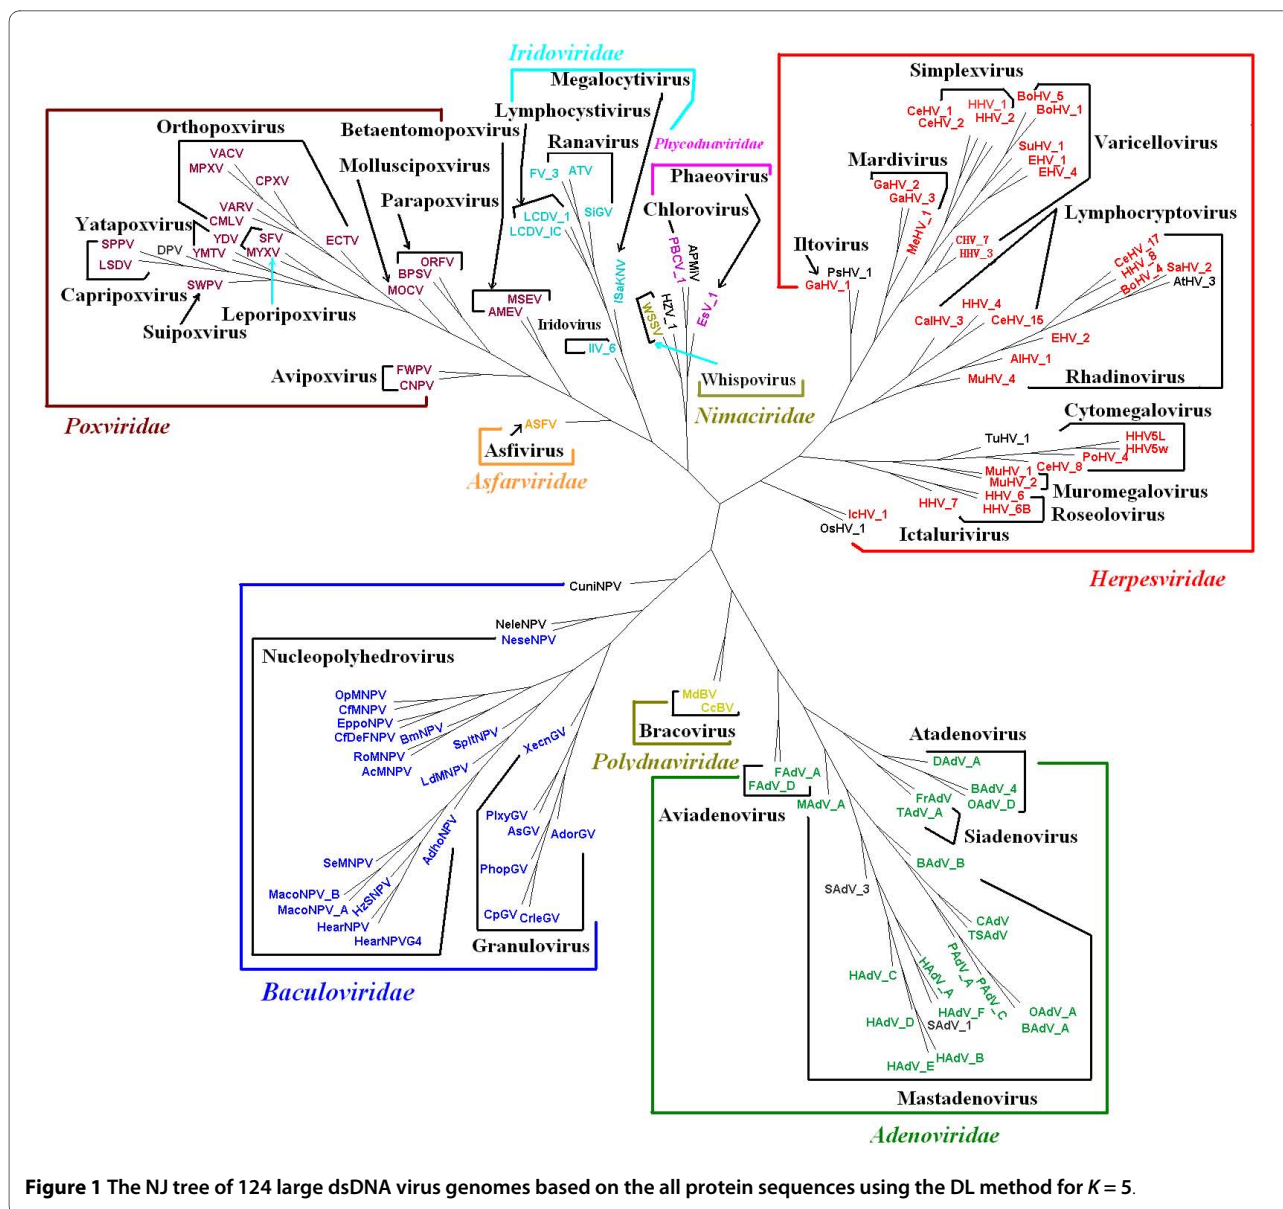 Iridoviridae
Megalocytivirus
Lymphocystivirus
Betaentomopoxvirus
Ranavirus
Phycodnaviridae
Phaeovirus
Chlorovirus
Orthopoxvirus
Molluscipoxvirus
Parapoxvirus
VACV
MPXV
CPXV
VARV
CMLV
Yatapoxvirus
YDV
YMTV
SFV
MYXV
ECTV
SPPV
DPV
LSDV
Capripoxvirus
SWPV
Suipoxvirus
Leporipoxvirus
ORFV
BPSV
MOCV
MSEV
AMEV
Avipoxvirus
FWPV
CNPV
Poxviridae
FV_3
ATV
SiGV
LCDV_1
LCDV_IC
ISaKNV
Iridovirus
IIV_6
PBCV_1
APMiV
HZV_1
WSSV
EsV_1
Whispovirus
Nimaciridae
ASFV
Asfivirus
Asfarviridae
Simplexvirus
CeHV_1
CeHV_2
HHV_1
HHV_2
BoHV_5
BoHV_1
Varicellovirus
SuHV_1
EHV_1
EHV_4
Mardivirus
GaHV_2
GaHV_3
MeHV_1
CHV_7
HHV_3
Lymphocryptovirus
Iltovirus
PsHV_1
GaHV_1
CeHV_17
HHV_8
BoHV_4
SaHV_2
AtHV_3
HHV_4
CalHV_3
CeHV_15
EHV_2
AlHV_1
MuHV_4
Rhadinovirus
Cytomegalovirus
TuHV_1
HHV5L
HHV5w
PoHV_4
CeHV_8
MuHV_1
MuHV_2
Muromegalovirus
HHV_6
HHV_7
HHV_6B
Roseolovirus
IcHV_1
OsHV_1
Ictalurivirus
Herpesviridae
CuniNPV
NeleNPV
NeseNPV
Nucleopolyhedrovirus
OpMNPV
CfMNPV
EppoNPV
CfDeFNPV
BmNPV
RoMNPV
AcMNPV
SpltNPV
LdMNPV
XecnGV
PlxyGV
AsGV
AdorGV
AdhoNPV
PhopGV
SeMNPV
MacoNPV_B
MacoNPV_A
HzSNPV
HearNPV
HearNPVG4
CpGV
CrleGV
Granulovirus
Baculoviridae
MdBV
CcBV
Bracovirus
Polydnaviridae
FAdV_A
FAdV_D
MAdV_A
Aviadenovirus
Atadenovirus
DAdV_A
BAdV_4
OAdV_D
FrAdV
TAdV_A
Siadenovirus
BAdV_B
SAdV_3
CAdV
TSAdV
PAdV_A
PAdV_C
HAdV_C
HAdV_A
HAdV_F
SAdV_1
HAdV_D
OAdV_A
BAdV_A
HAdV_B
HAdV_E
Mastadenovirus
Adenoviridae
Figure 1 The NJ tree of 124 large dsDNA virus genomes based on the all protein sequences using the DL method for K = 5.